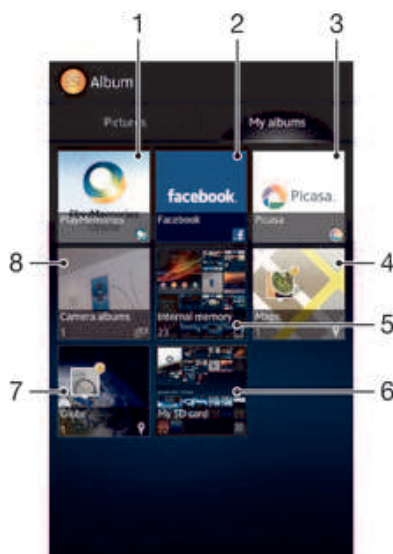 1 2 3
Album
Pictures My albums
facebook.
Picasa
PlayMemories Facebook Picasa
8 4
Camera albums Internal memory Maps
1 23 1 5
7 6
Globe My SD card
1